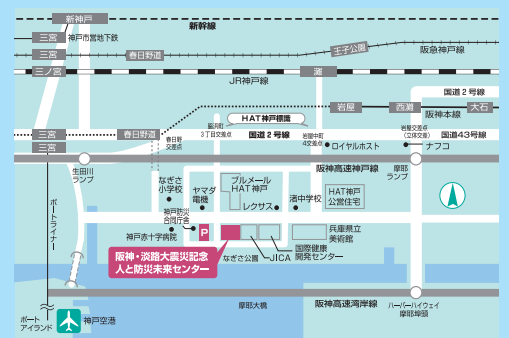 新神戸
新幹線
三宮
神戸市営地下鉄
三宮
春日野道
王子公園
阪急神戸線
三ノ宮
灘
JR神戸線
国道2号線
岩屋
西灘
大石
阪神本線
HAT神戸標識
脇浜町
3丁目交差点
国道2号線
岩屋中町
4交差点
岩屋交差点
(立体交差)
国道43号線
三宮
春日野道
春日野
交差点
三宮
ロイヤルホスト
ナフコ
生田川
ランプ
阪神高速神戸線
摩耶
ランプ
なぎさ
小学校
ヤマダ
電機
ブルメール
HAT神戸
レクサス
渚中学校
HAT神戸
公営住宅
ポートライナー
神戸防災
合同庁舎
神戸赤十字病院
P
兵庫県立
美術館
国際健康
開発センター
JICA
なぎさ公園
阪神・淡路大震災記念
人と防災未来センター
摩耶大橋
阪神高速湾岸線
ハーバーハイウェイ
摩耶埠頭
ポート
アイランド
神戸空港